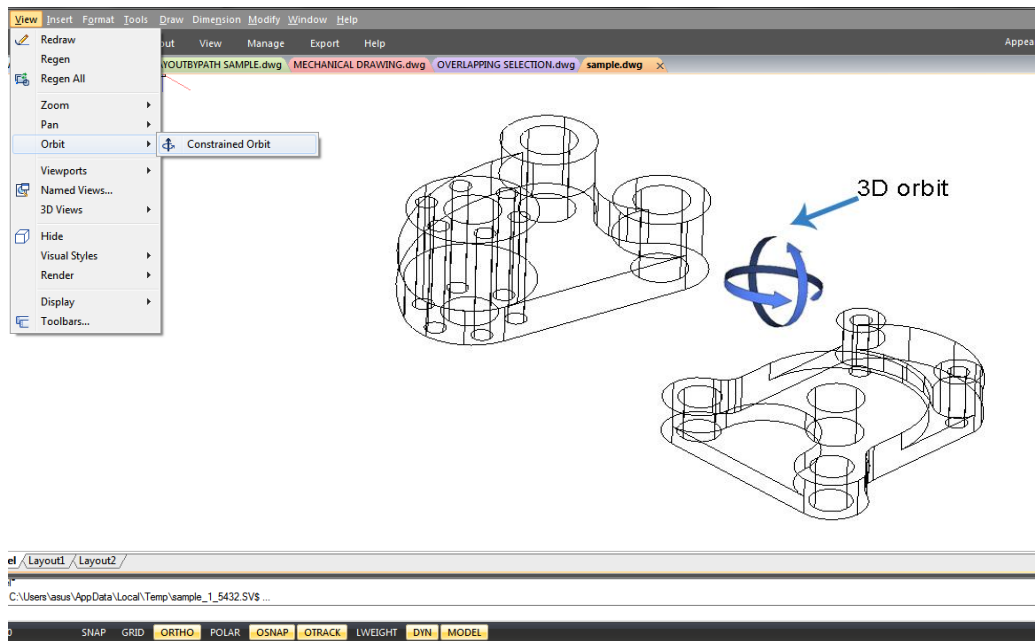 View Insert Format Tools Draw Dimension Modify Window Help
out View Manage Export Help
Appea
YOUTBYPATH SAMPLE.dwg MECHANICAL DRAWING.dwg OVERLAPPING SELECTION.dwg sample.dwg x
Redraw
Regen
Regen All
Zoom
Pan
Orbit
Constrained Orbit
Viewports
Named Views...
3D Views
Hide
Visual Styles
Render
Display
Toolbars...
3D orbit
el Layout1 Layout2
C:\Users\asus\AppData\Local\Temp\sample_1_5432.SV$ ...
0 SNAP GRID ORTHO POLAR OSNAP OTRACK LWEIGHT DYN MODEL